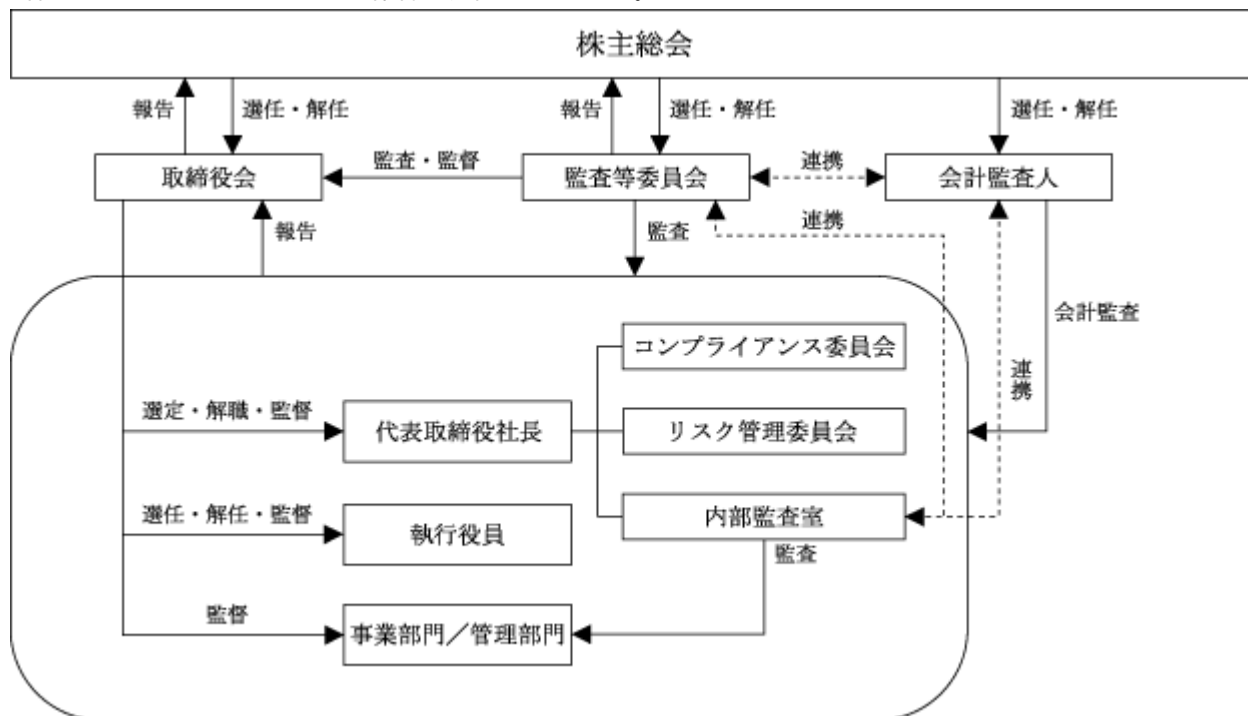 株主総会
報告
選任・解任
報告
選任・解任
選任・解任
取締役会
監査・監督
監査等委員会
連携
会計監査人
報告
監査
連携
会計監査
コンプライアンス委員会
連携
選定・解職・監督
代表取締役社長
リスク管理委員会
選任・解任・監督
執行役員
内部監査室
監査
監督
事業部門／管理部門